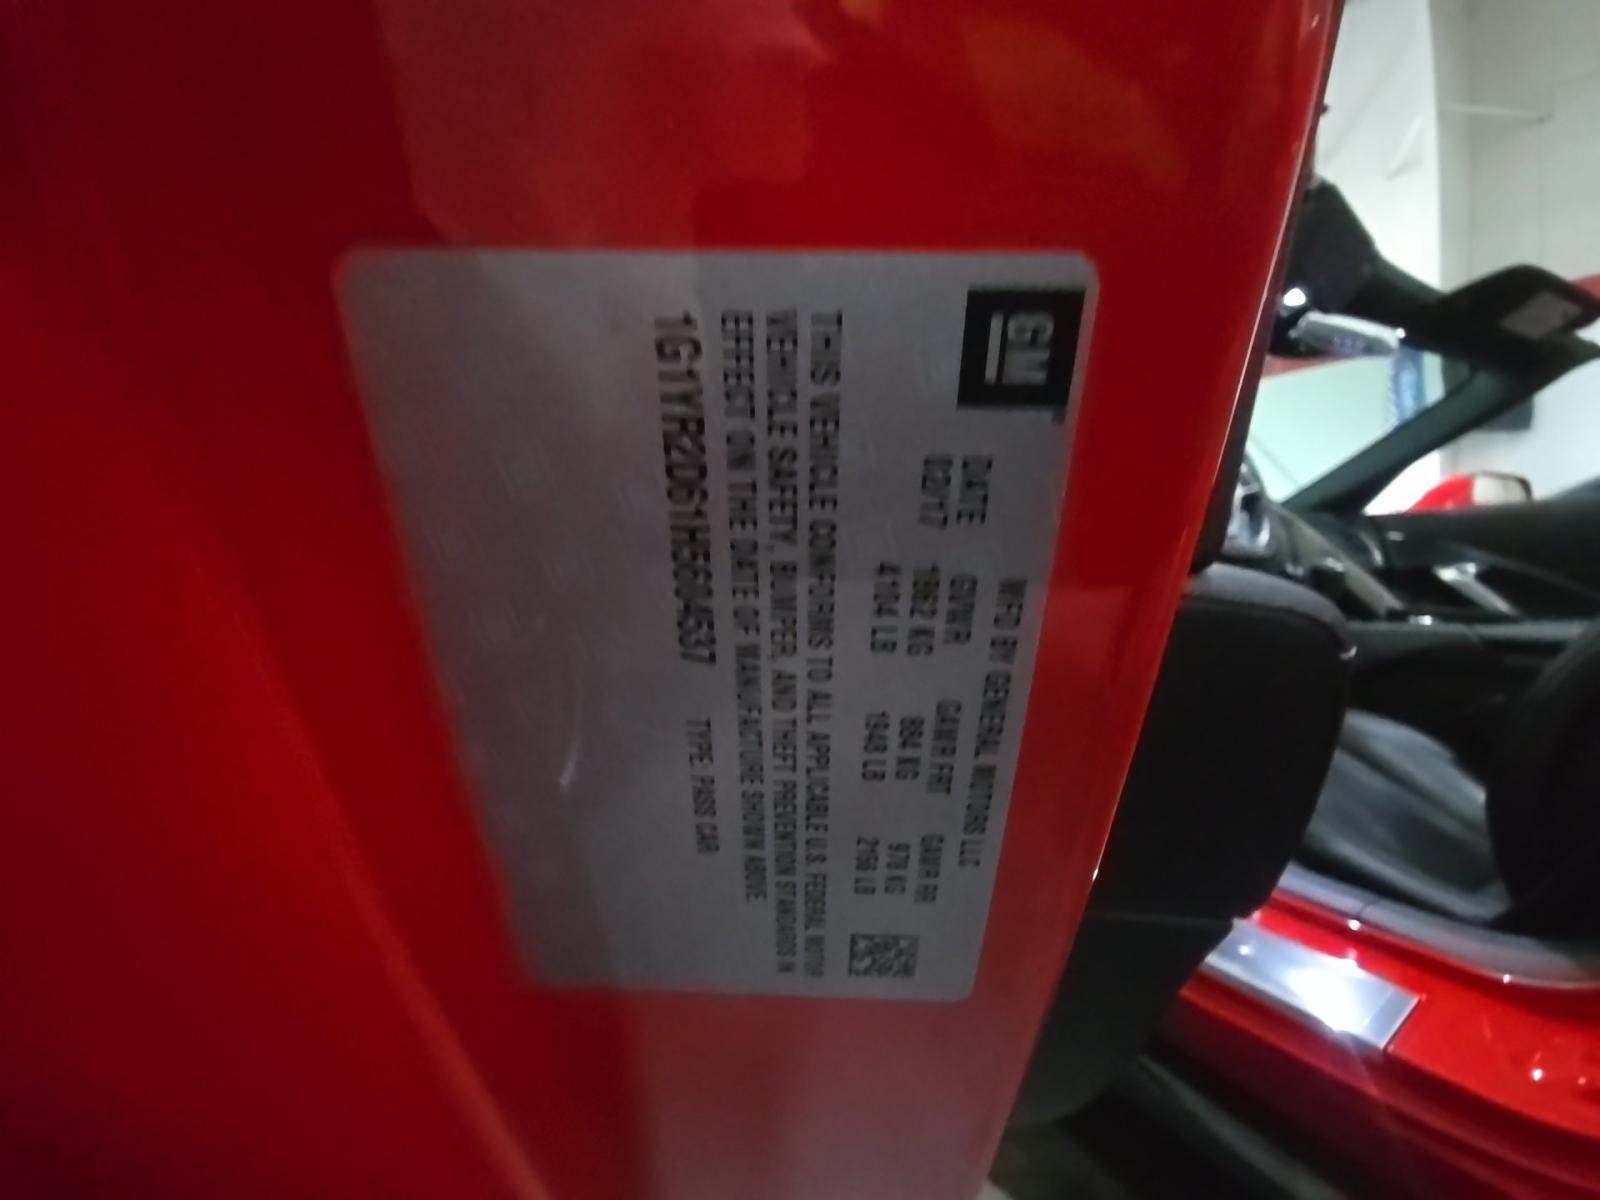 GM
MFD BY GENERAL MOTORS LLC
DATE GVWR GAWR FRT GAWR RR
02/17 1862 KG 884 KG 978 KG
4104 LB 1948 LB 2156 LB
THIS VEHICLE CONFORMS TO ALL APPLICABLE U.S. FEDERAL MOTOR
VEHICLE SAFETY, BUMPER, AND THEFT PREVENTION STANDARDS IN
EFFECT ON THE DATE OF MANUFACTURE SHOWN ABOVE
TYPE: PASS CAR